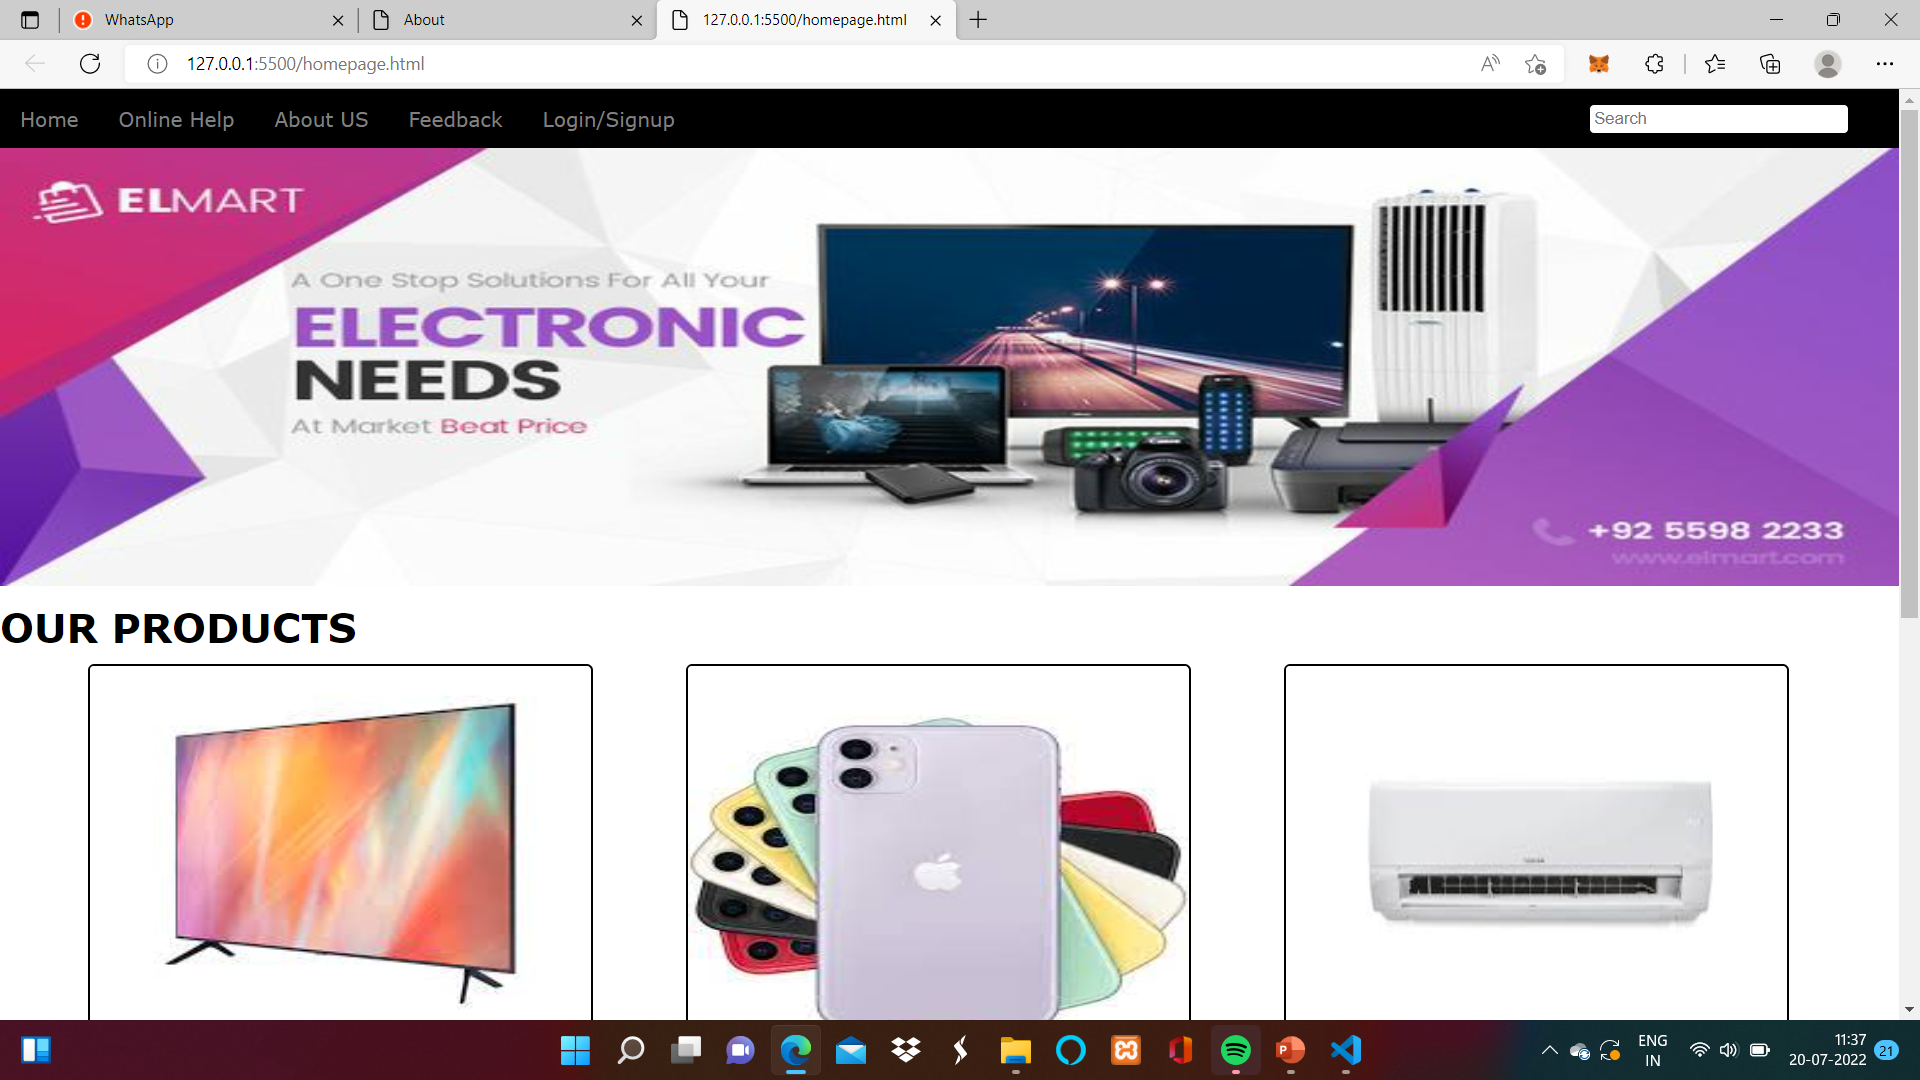 WhatsApp
About
127.0.0.1:5500/homepage.html
127.0.0.1:5500/homepage.html
Home Online Help About US Feedback Login/Signup Search
ELMART
A One Stop Solutions For All Your
ELECTRONIC
NEEDS
At Market Beat Price
Canon
+92 5598 2233
www.elmart.com
OUR PRODUCTS
ENG
IN
11:37
20-07-2022
21